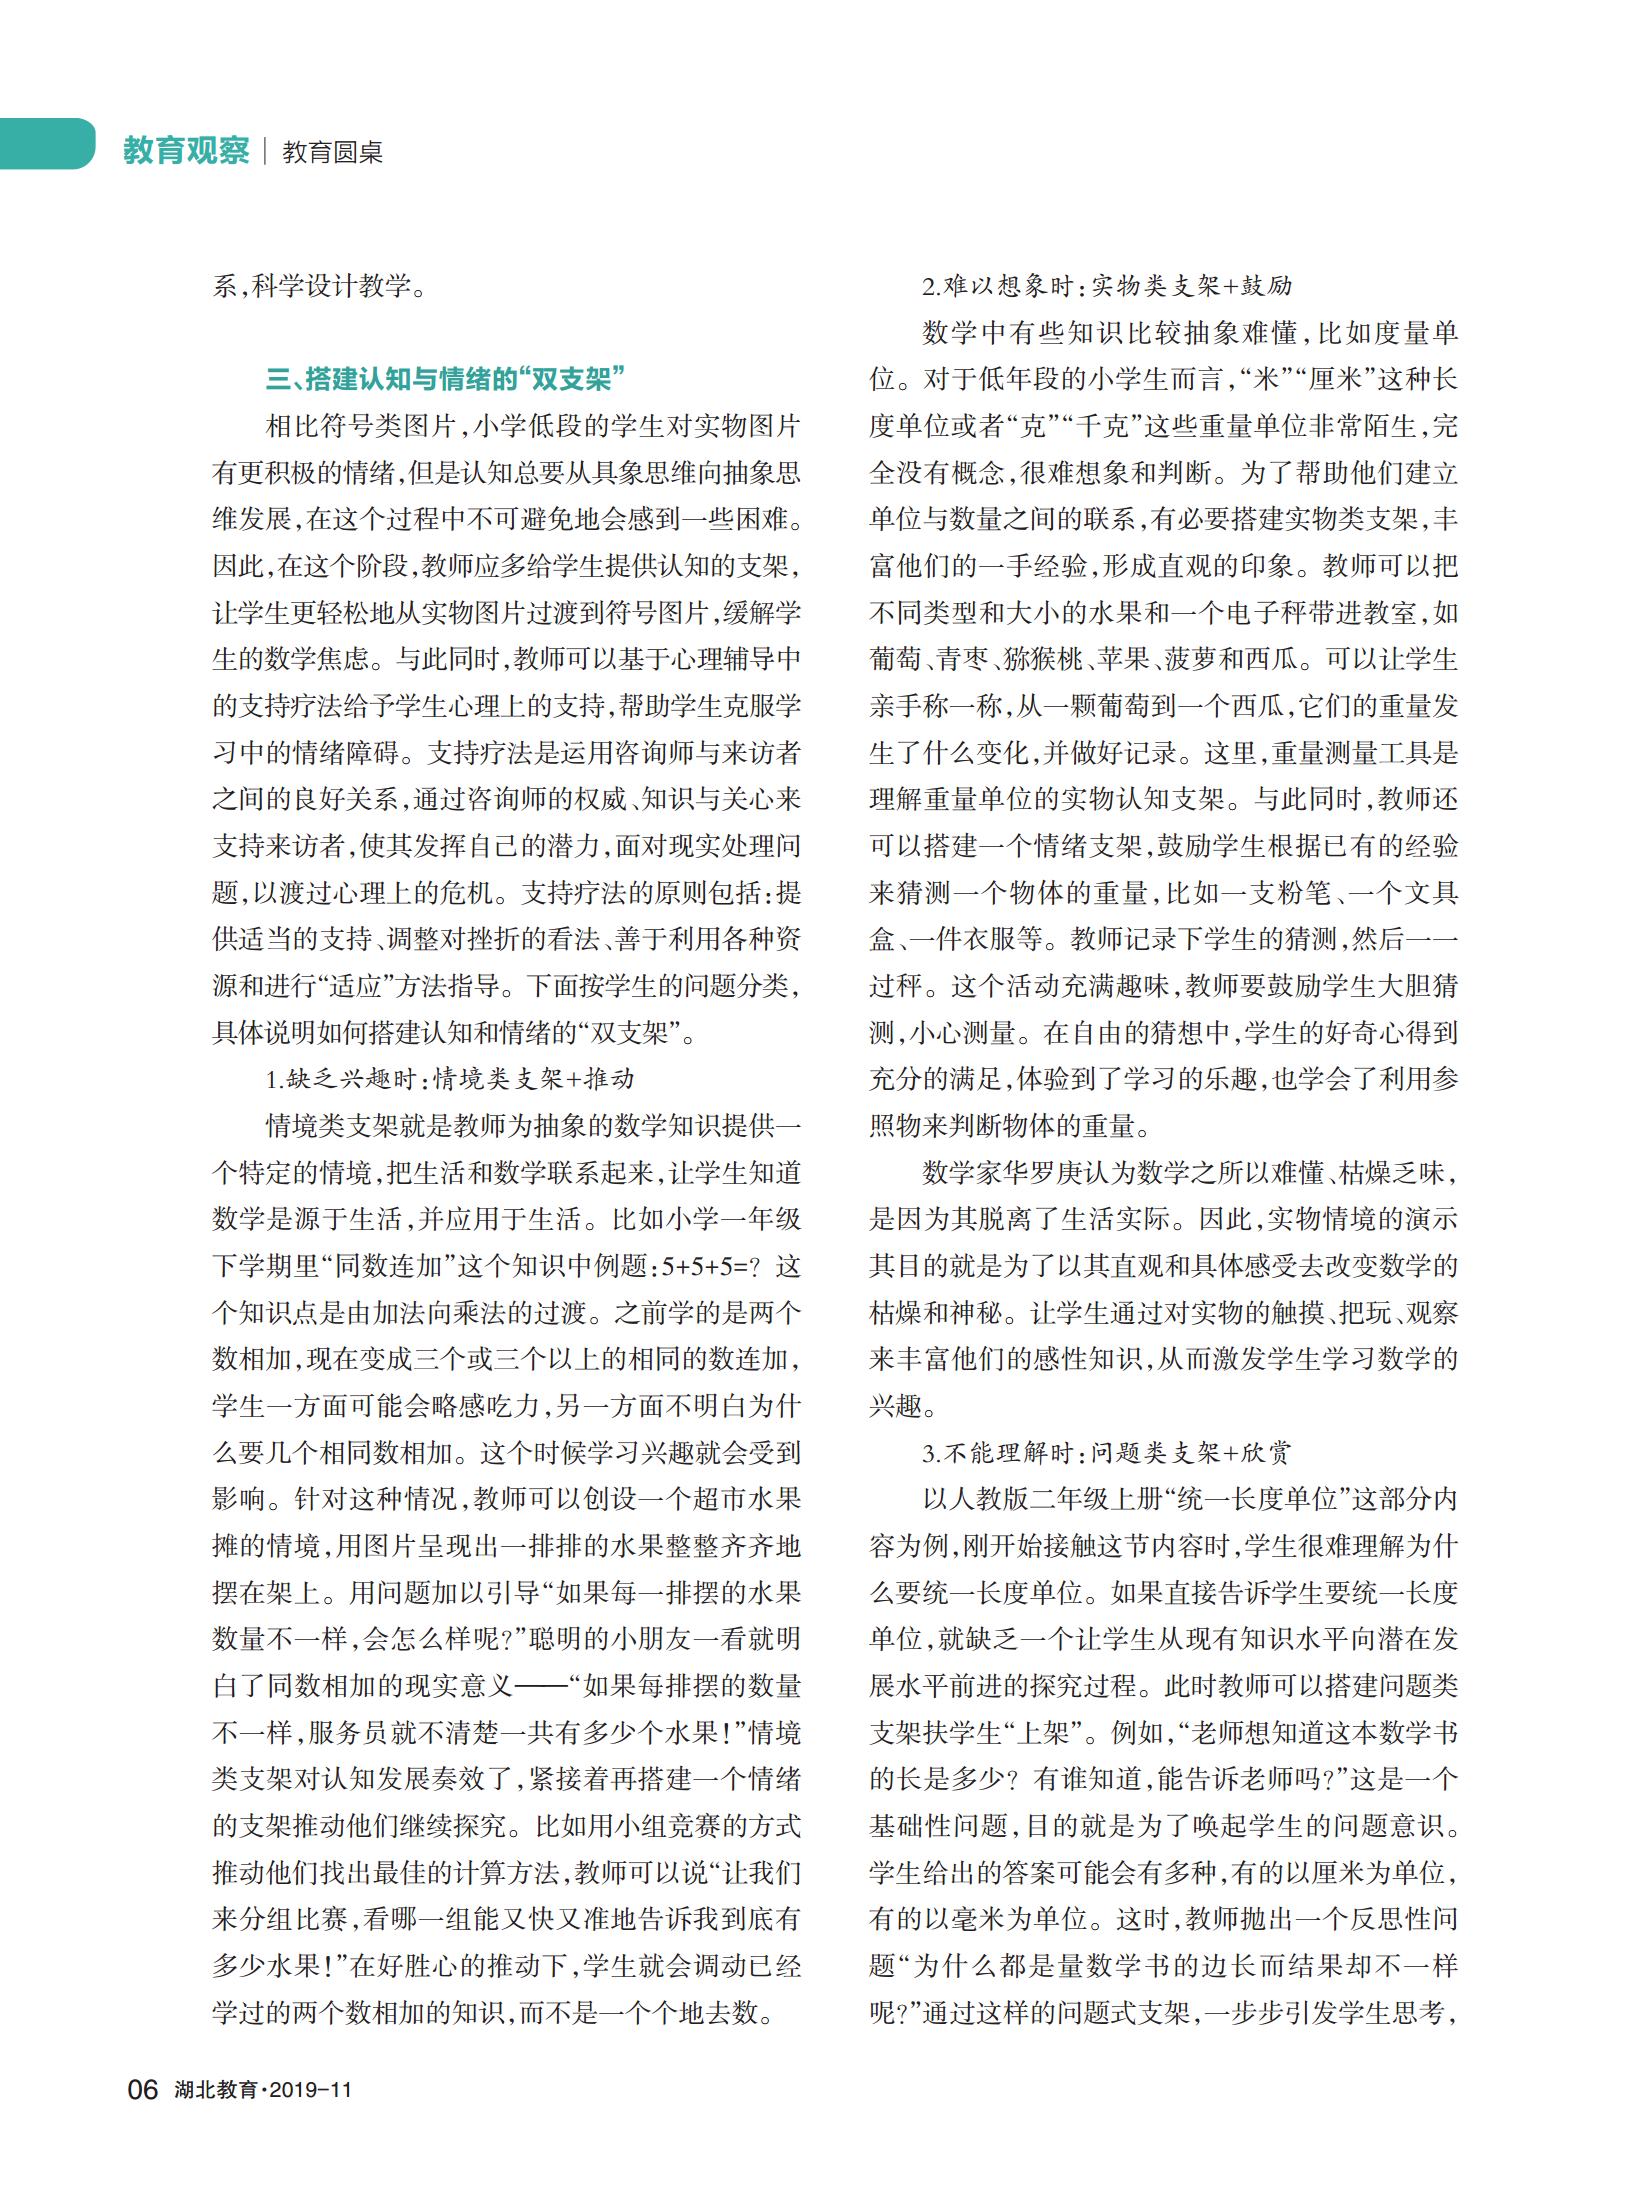 教育观察 | 教育圆桌
系,科学设计教学。
三、搭建认知与情绪的“双支架”
相比符号类图片,小学低段的学生对实物图片
有更积极的情绪,但是认知总要从具象思维向抽象思
维发展,在这个过程中不可避免地会感到一些困难。
因此,在这个阶段,教师应多给学生提供认知的支架,
让学生更轻松地从实物图片过渡到符号图片,缓解学
生的数学焦虑。与此同时,教师可以基于心理辅导中
的支持疗法给予学生心理上的支持,帮助学生克服学
习中的情绪障碍。支持疗法是运用咨询师与来访者
之间的良好关系,通过咨询师的权威、知识与关心来
支持来访者,使其发挥自己的潜力,面对现实处理问
题,以渡过心理上的危机。支持疗法的原则包括:提
供适当的支持、调整对挫折的看法、善于利用各种资
源和进行“适应”方法指导。下面按学生的问题分类,
具体说明如何搭建认知和情绪的“双支架”。
1.缺乏兴趣时:情境类支架+推动
情境类支架就是教师为抽象的数学知识提供一
个特定的情境,把生活和数学联系起来,让学生知道
数学是源于生活,并应用于生活。比如小学一年级
下学期里“同数连加”这个知识中例题:5+5+5=? 这
个知识点是由加法向乘法的过渡。之前学的是两个
数相加,现在变成三个或三个以上的相同的数连加,
学生一方面可能会略感吃力,另一方面不明白为什
么要几个相同数相加。这个时候学习兴趣就会受到
影响。针对这种情况,教师可以创设一个超市水果
摊的情境,用图片呈现出一排排的水果整整齐齐地
摆在架上。用问题加以引导“如果每一排摆的水果
数量不一样,会怎么样呢?”聪明的小朋友一看就明
白了同数相加的现实意义——“如果每排摆的数量
不一样,服务员就不清楚一共有多少个水果!”情境
类支架对认知发展奏效了,紧接着再搭建一个情绪
的支架推动他们继续探究。比如用小组竞赛的方式
推动他们找出最佳的计算方法,教师可以说“让我们
来分组比赛,看哪一组能又快又准地告诉我到底有
多少水果!”在好胜心的推动下,学生就会调动已经
学过的两个数相加的知识,而不是一个个地去数。
2.难以想象时:实物类支架+鼓励
数学中有些知识比较抽象难懂,比如度量单
位。对于低年段的小学生而言,“米”“厘米”这种长
度单位或者“克”“千克”这些重量单位非常陌生,完
全没有概念,很难想象和判断。为了帮助他们建立
单位与数量之间的联系,有必要搭建实物类支架,丰
富他们的一手经验,形成直观的印象。教师可以把
不同类型和大小的水果和一个电子秤带进教室,如
葡萄、青枣、猕猴桃、苹果、菠萝和西瓜。可以让学生
亲手称一称,从一颗葡萄到一个西瓜,它们的重量发
生了什么变化,并做好记录。这里,重量测量工具是
理解重量单位的实物认知支架。与此同时,教师还
可以搭建一个情绪支架,鼓励学生根据已有的经验
来猜测一个物体的重量,比如一支粉笔、一个文具
盒、一件衣服等。教师记录下学生的猜测,然后一一
过秤。这个活动充满趣味,教师要鼓励学生大胆猜
测,小心测量。在自由的猜想中,学生的好奇心得到
充分的满足,体验到了学习的乐趣,也学会了利用参
照物来判断物体的重量。
数学家华罗庚认为数学之所以难懂、枯燥乏味,
是因为其脱离了生活实际。因此,实物情境的演示
其目的就是为了以其直观和具体感受去改变数学的
枯燥和神秘。让学生通过对实物的触摸、把玩、观察
来丰富他们的感性知识,从而激发学生学习数学的
兴趣。
3.不能理解时:问题类支架+欣赏
以人教版二年级上册“统一长度单位”这部分内
容为例,刚开始接触这节内容时,学生很难理解为什
么要统一长度单位。如果直接告诉学生要统一长度
单位,就缺乏一个让学生从现有知识水平向潜在发
展水平前进的探究过程。此时教师可以搭建问题类
支架扶学生“上架”。例如,“老师想知道这本数学书
的长是多少? 有谁知道,能告诉老师吗?”这是一个
基础性问题,目的就是为了唤起学生的问题意识。
学生给出的答案可能会有多种,有的以厘米为单位,
有的以毫米为单位。这时,教师抛出一个反思性问
题“为什么都是量数学书的边长而结果却不一样
呢?”通过这样的问题式支架,一步步引发学生思考,
06 湖北教育·2019-11